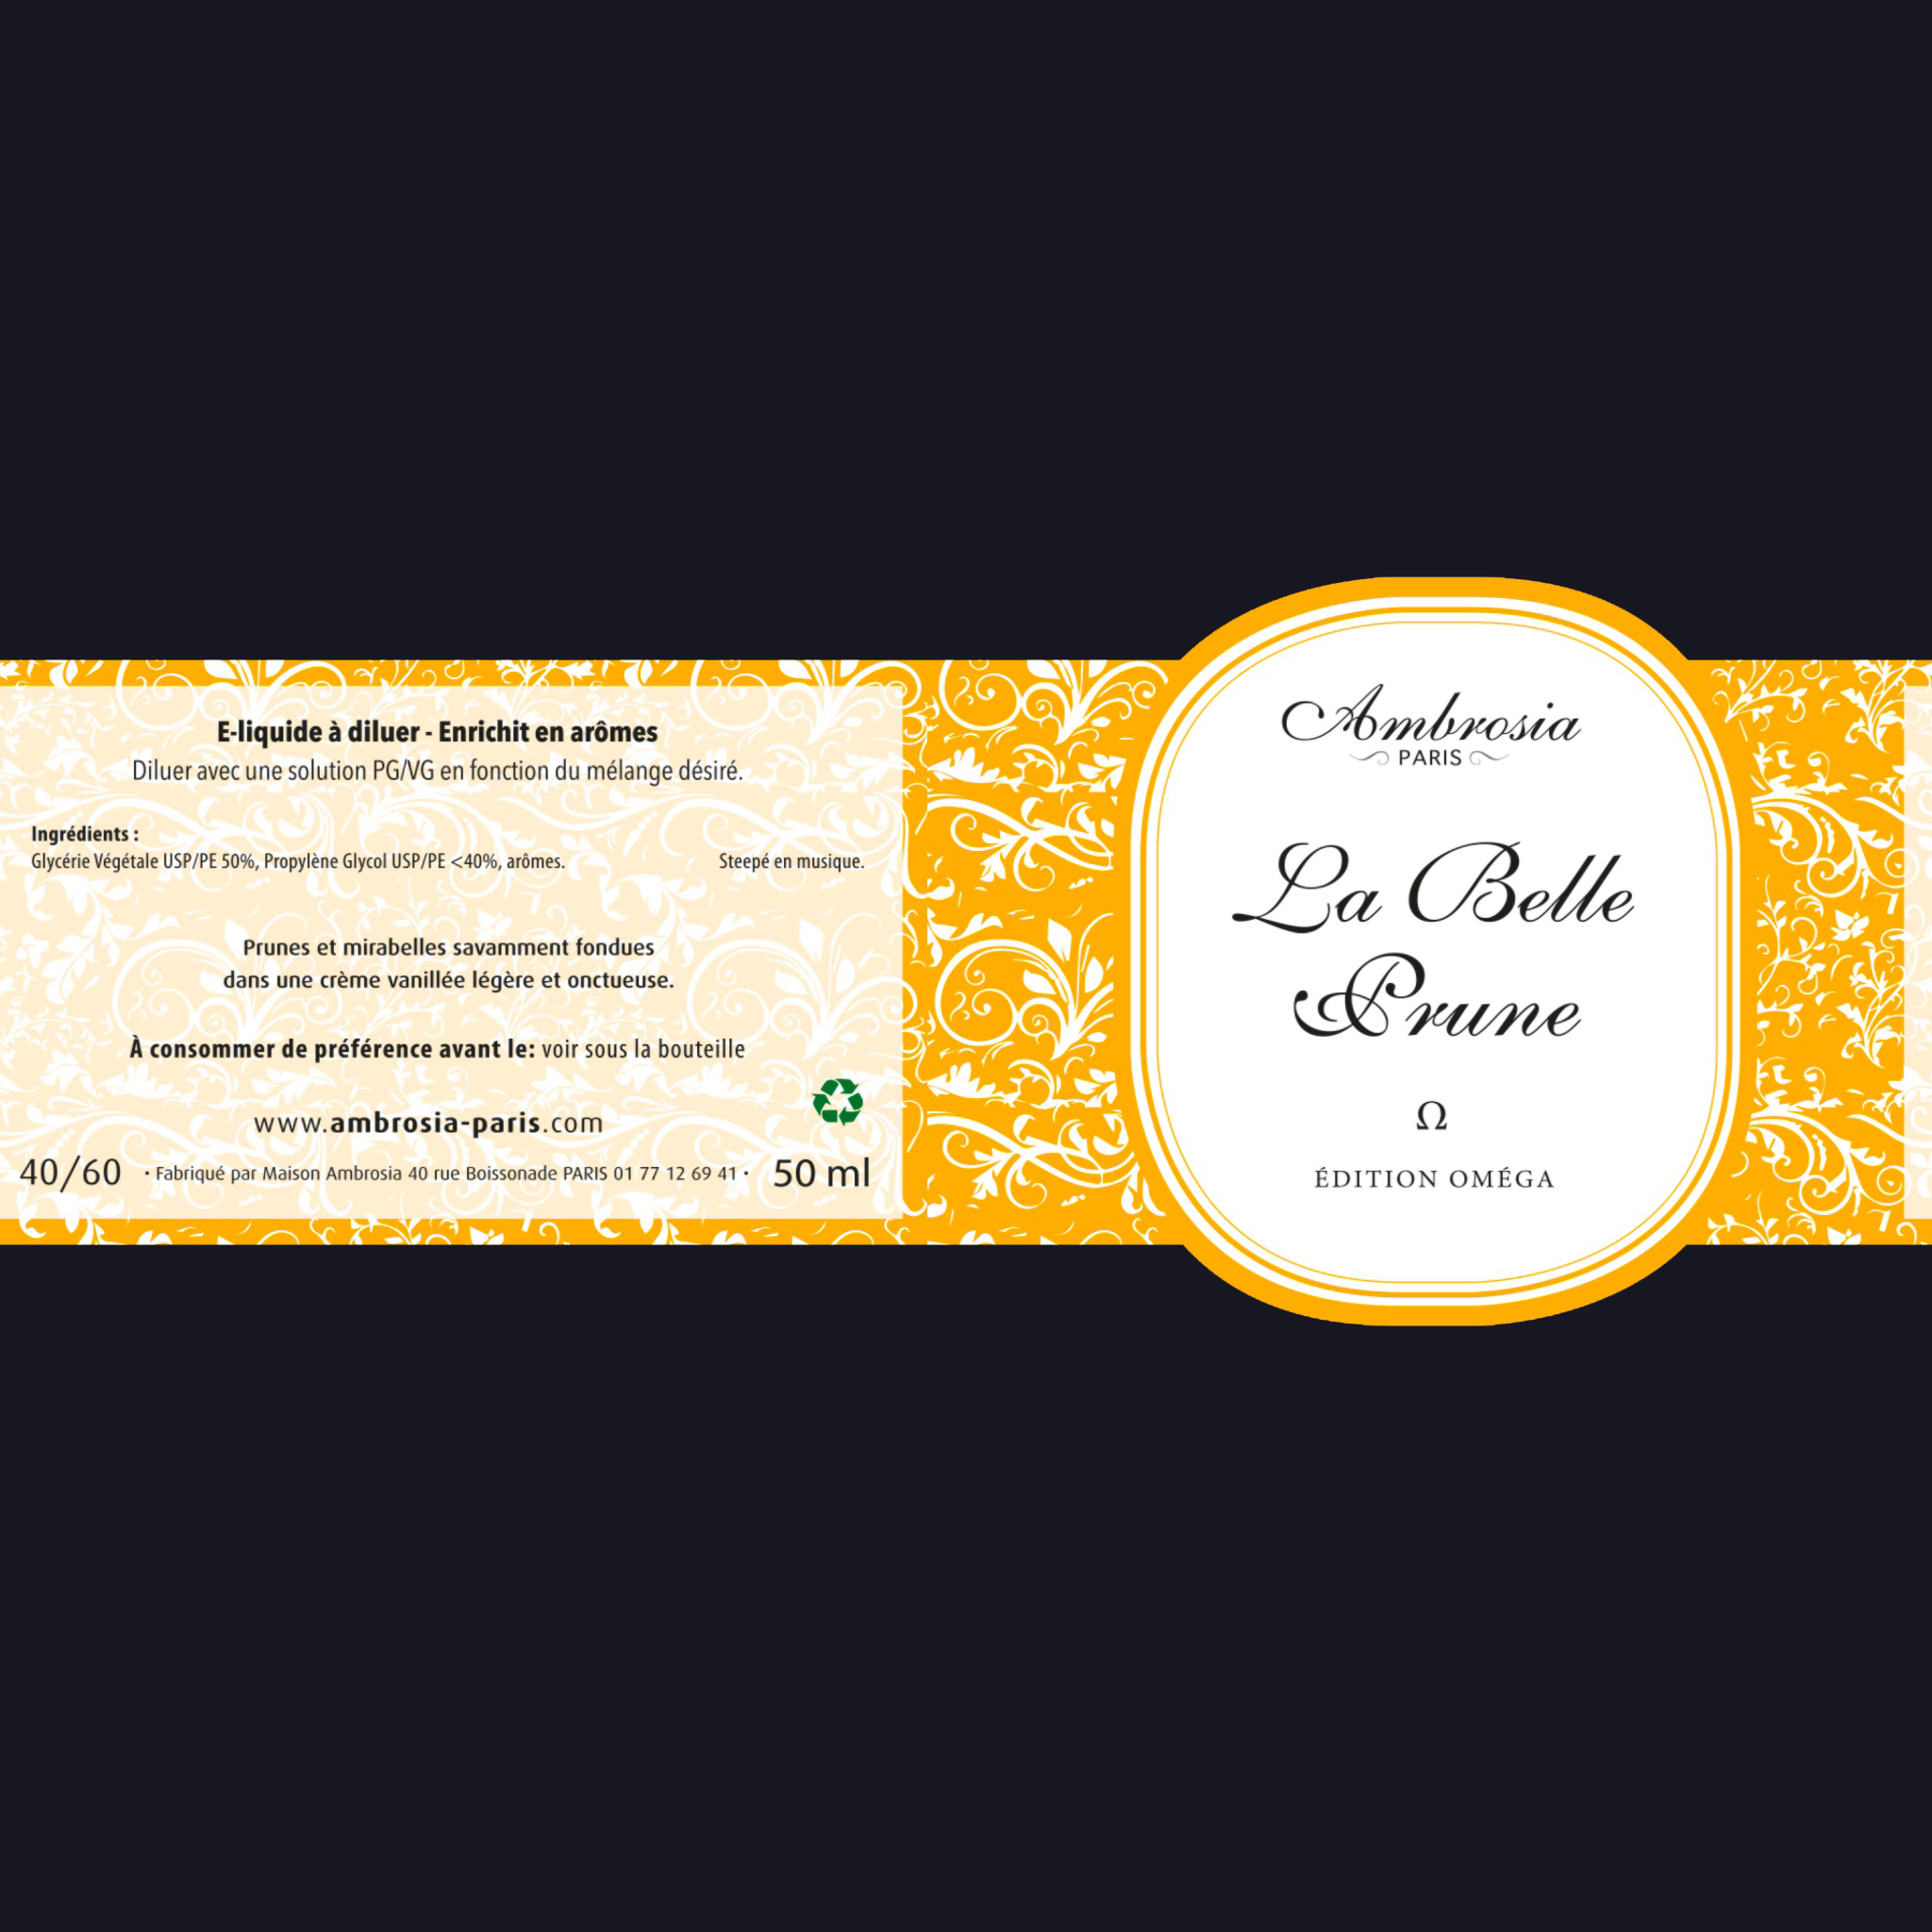 E-liquide à diluer - Enrichit en arômes
Diluer avec une solution PG/VG en fonction du mélange désiré.
Ingrédients :
Glycérie Végétale USP/PE 50%, Propylène Glycol USP/PE <40%, arômes.
Steepé en musique.
Prunes et mirabelles savamment fondues
dans une crème vanillée légère et onctueuse.
À consommer de préférence avant le: voir sous la bouteille
www.ambrosia-paris.com
40/60
• Fabriqué par Maison Ambrosia 40 rue Boissonade PARIS 01 77 12 69 41 •
50 ml
Ambrosia
PARIS
La Belle
Prune
Ω
ÉDITION OMÉGA